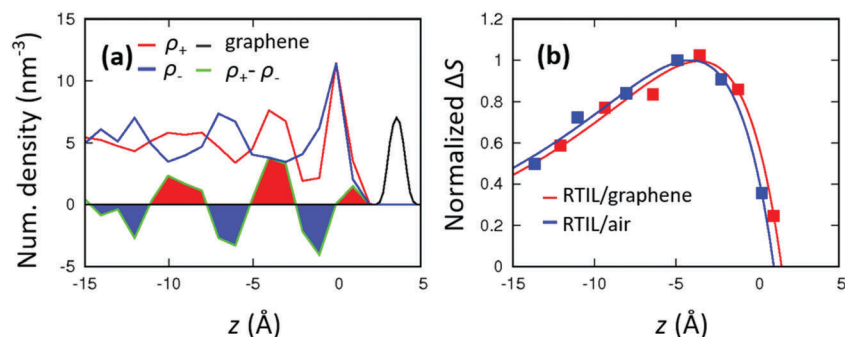 (a)
ρ₊
graphene
ρ₋
ρ₊- ρ₋
Num. density (nm⁻³)
15
10
5
0
-5
-15
-10
-5
0
5
z (Å)
(b)
Normalized ΔS
1.2
1
0.8
0.6
0.4
0.2
0
RTIL/graphene
RTIL/air
-15
-10
-5
0
5
z (Å)